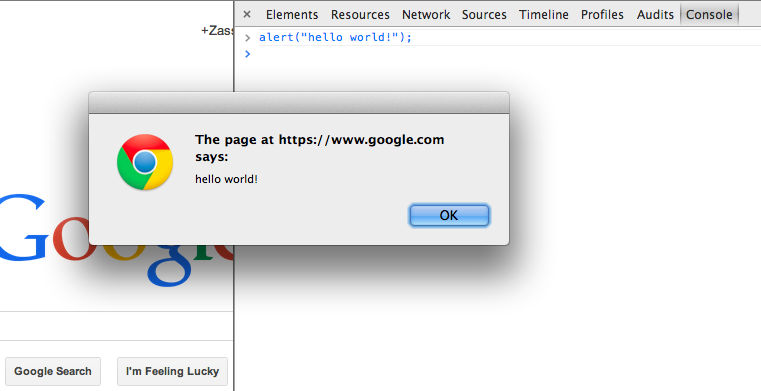 × Elements Resources Network Sources Timeline Profiles Audits Console
+Zass
> alert("hello world!");
>
The page at https://www.google.com
says:
hello world!
OK
Google
Google Search I'm Feeling Lucky